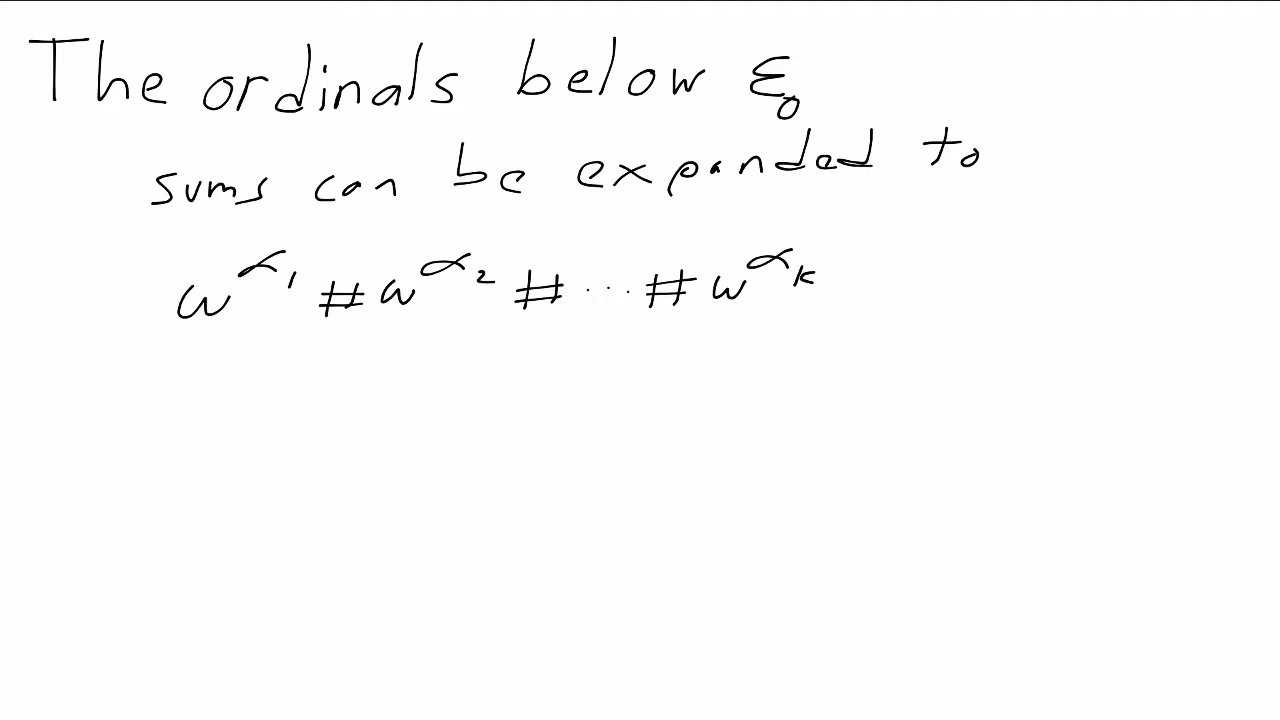 The ordinals below ε₀
sums can be expanded to
ω^α₁ # ω^α₂ # ... # ω^αₖ